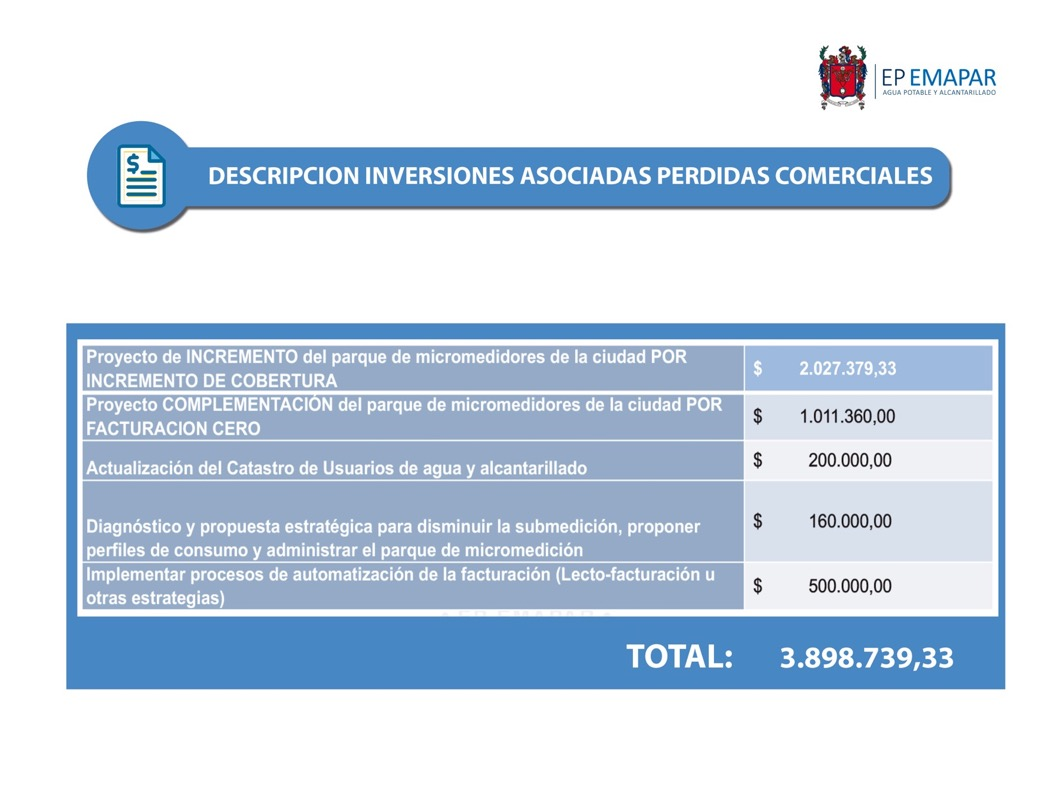 EP EMAPAR
AGUA POTABLE Y ALCANTARILLADO
$
DESCRIPCION INVERSIONES ASOCIADAS PERDIDAS COMERCIALES
Proyecto de INCREMENTO del parque de micromedidores de la ciudad POR
INCREMENTO DE COBERTURA
$ 2.027.379,33
Proyecto COMPLEMENTACIÓN del parque de micromedidores de la ciudad POR
FACTURACION CERO
$ 1.011.360,00
Actualización del Catastro de Usuarios de agua y alcantarillado
$ 200.000,00
Diagnóstico y propuesta estratégica para disminuir la submedición, proponer
perfiles de consumo y administrar el parque de micromedición
$ 160.000,00
Implementar procesos de automatización de la facturación (Lecto-facturación u
otras estrategias)
$ 500.000,00
EP EMAPAR
TOTAL: 3.898.739,33